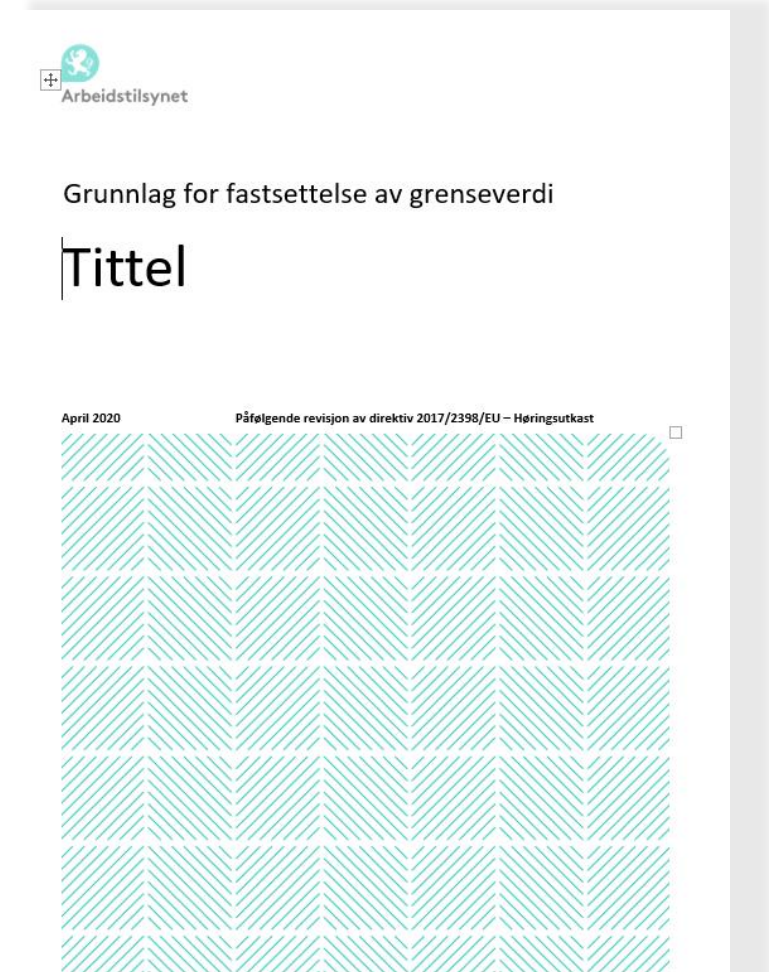 Arbeidstilsynet
Grunnlag for fastsettelse av grenseverdi
Tittel
April 2020 Påfølgende revisjon av direktiv 2017/2398/EU – Høringsutkast